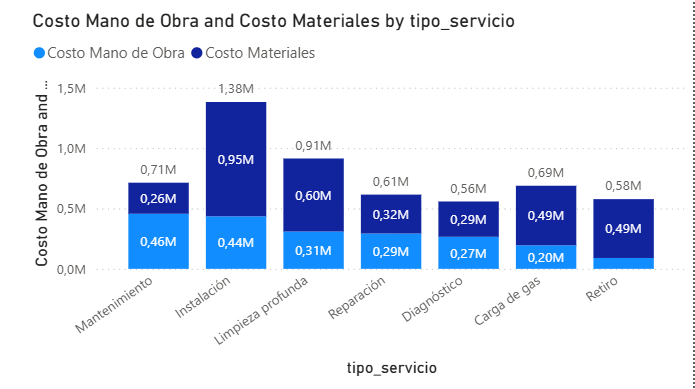 Costo Mano de Obra and Costo Materiales by tipo_servicio
Costo Mano de Obra Costo Materiales
Costo Mano de Obra and ...
1,5M
1,0M
0,5M
0,0M
0,71M
0,26M
0,46M
1,38M
0,95M
0,44M
0,91M
0,60M
0,31M
0,61M
0,32M
0,29M
0,56M
0,29M
0,27M
0,69M
0,49M
0,20M
0,58M
0,49M
Mantenimiento
Instalación
Limpieza profunda
Reparación
Diagnóstico
Carga de gas
Retiro
tipo_servicio